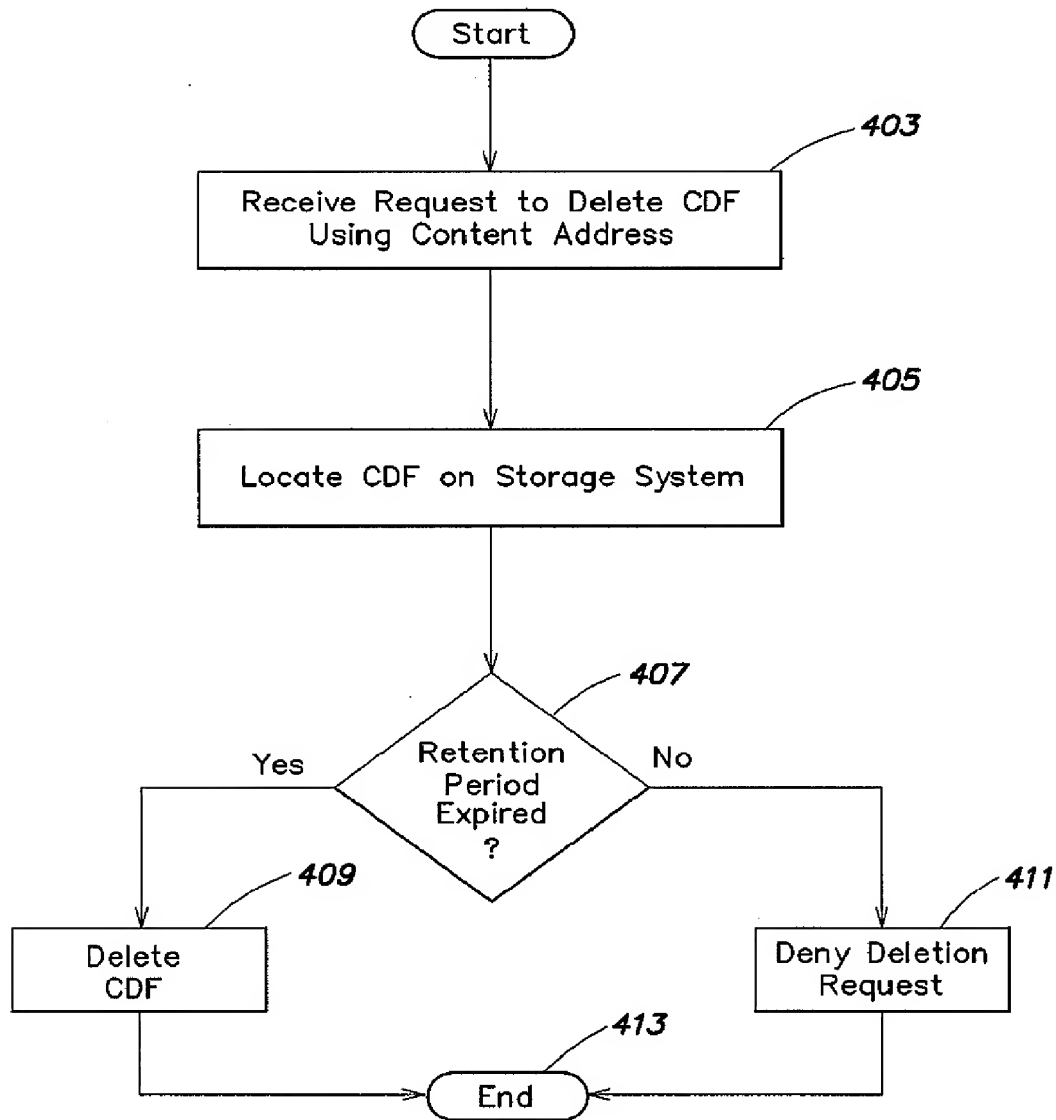 Start
403
Receive Request to Delete CDF
Using Content Address
405
Locate CDF on Storage System
407
Retention
Period
Expired
?
Yes
No
409
Delete
CDF
411
Deny Deletion
Request
413
End